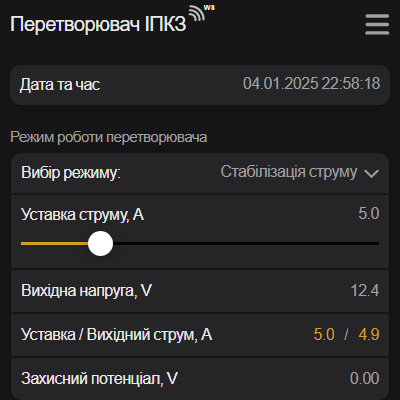 Перетворювач ІПКЗ W8
Дата та час 04.01.2025 22:58:18
Режим роботи перетворювача
Вибір режиму: Стабілізація струму
Уставка струму, А 5.0
Вихідна напруга, V 12.4
Уставка / Вихідний струм, А 5.0 / 4.9
Захисний потенціал, V 0.00